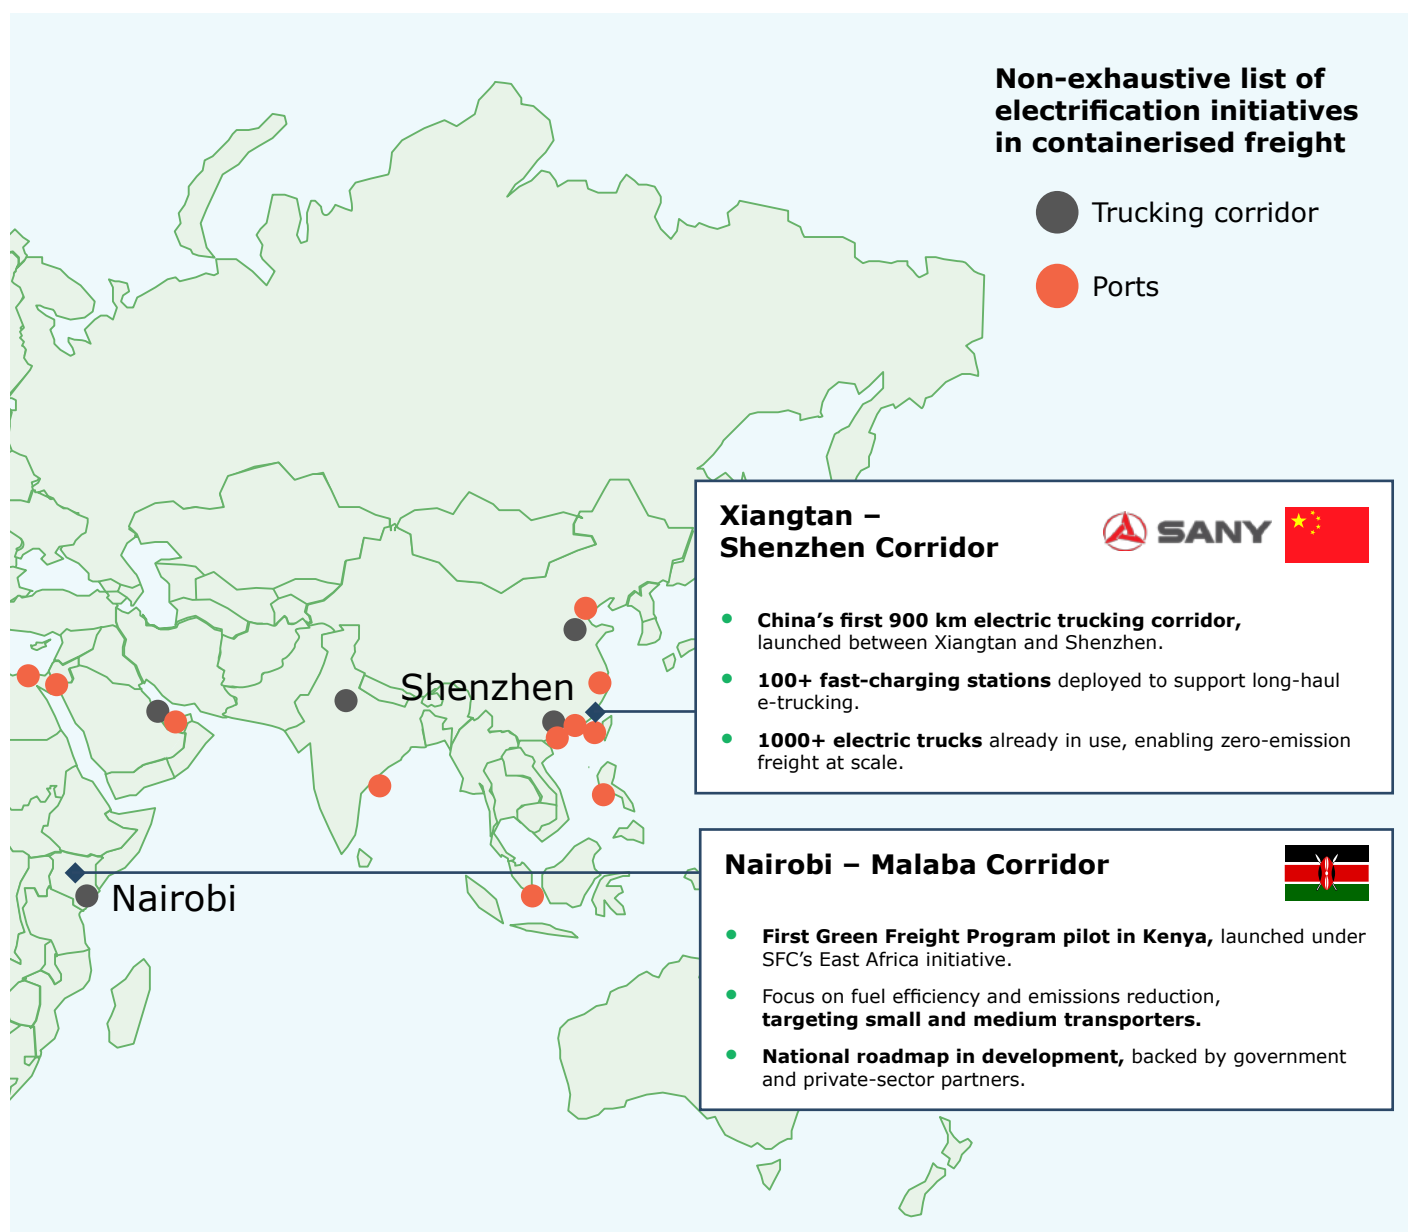 Non-exhaustive list of
electrification initiatives
in containerised freight
Trucking corridor
Ports
Xiangtan –
Shenzhen Corridor
SANY
• China’s first 900 km electric trucking corridor,
launched between Xiangtan and Shenzhen.
• 100+ fast-charging stations deployed to support long-haul
e-trucking.
• 1000+ electric trucks already in use, enabling zero-emission
freight at scale.
Shenzhen
Nairobi – Malaba Corridor
• First Green Freight Program pilot in Kenya, launched under
SFC’s East Africa initiative.
• Focus on fuel efficiency and emissions reduction,
targeting small and medium transporters.
• National roadmap in development, backed by government
and private-sector partners.
Nairobi